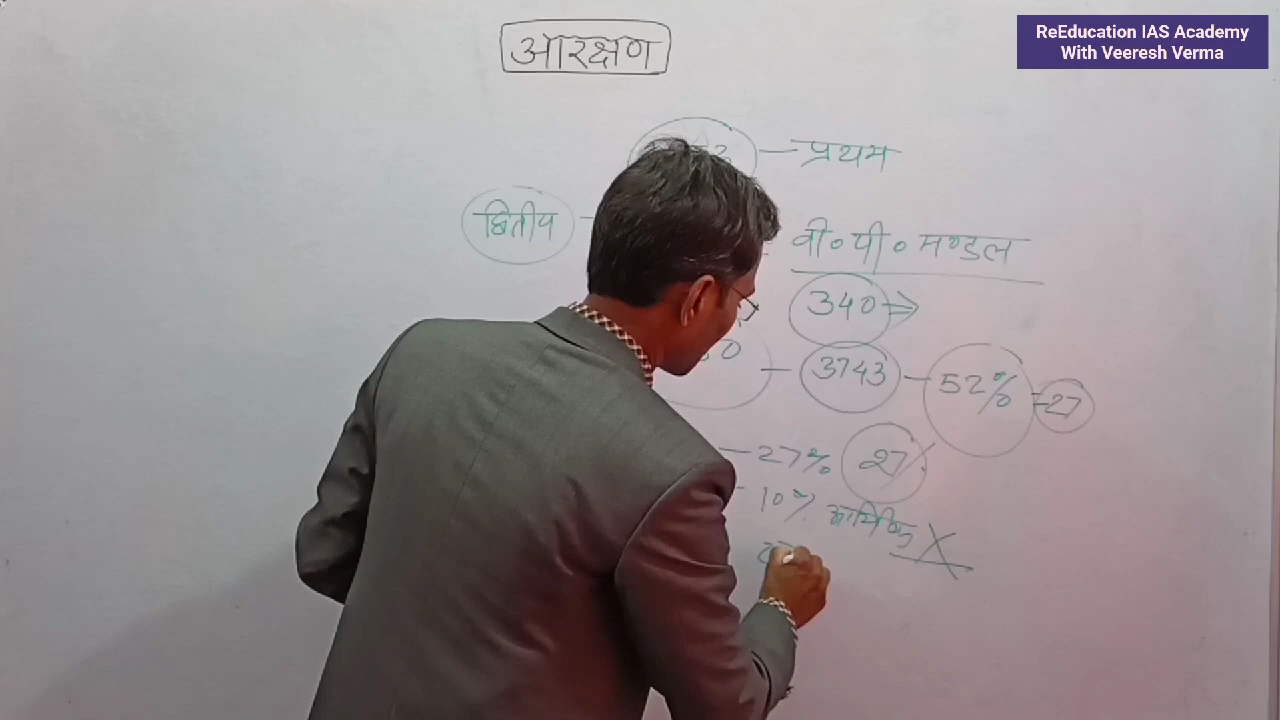 ReEducation IAS Academy
With Veeresh Verma
आरक्षण
प्रथम
द्वितीय
वी० पी० मण्डल
340 ⇒
3743 - 52% = 27
27% 27%
10% आर्थिक X